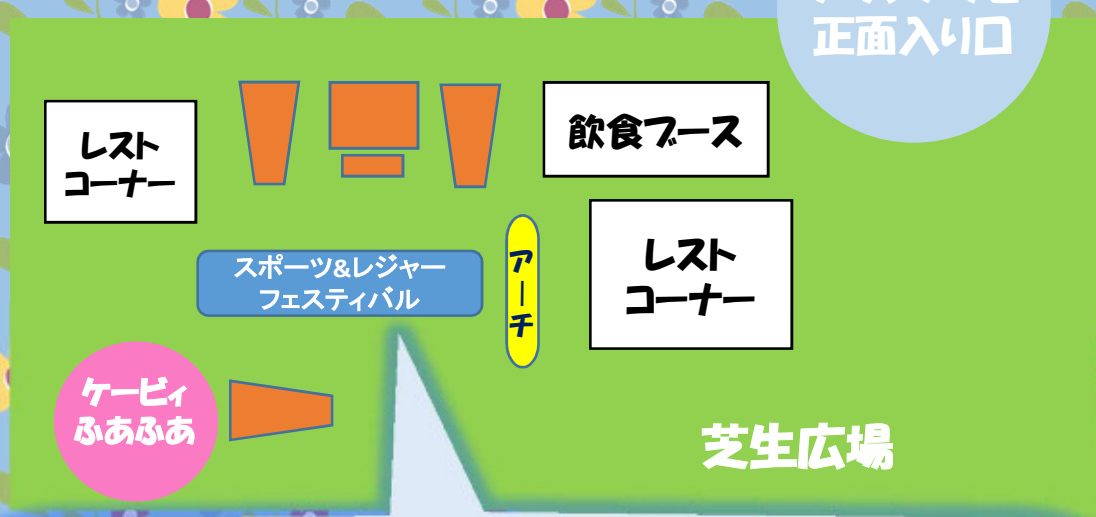 正面入り口
レスト
コーナー
飲食ブース
スポーツ&レジャー
フェスティバル
アーチ
レスト
コーナー
ケービィ
ふあふあ
芝生広場